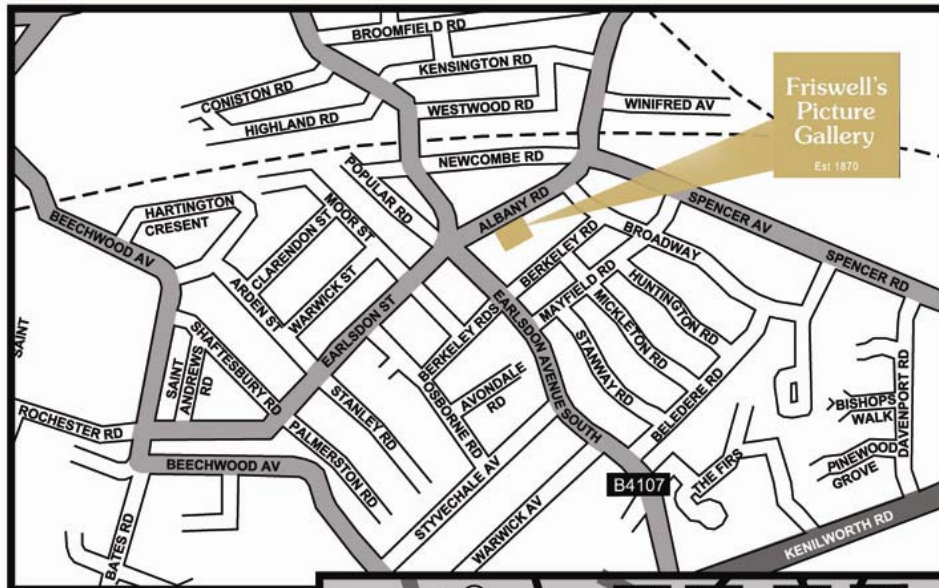 BROOMFIELD RD
KENSINGTON RD
CONISTON RD
WESTWOOD RD
WINIFRED AV
HIGHLAND RD
Friswell's
Picture
Gallery
Est 1870
NEWCOMBE RD
POPULAR RD
ALBANY RD
SPENCER AV
SPENCER RD
BEECHWOOD AV
HARTINGTON
CRESENT
MOOR ST
CLARENDON ST
WARWICK ST
ARDEN ST
EARLSDON ST
BERKELEY RD
BROADWAY
MAYFIELD RD
HUNTINGTON RD
MICKLETON RD
STANWAY RD
BERKELEY RDS
EARLSDON AVENUE SOUTH
SAINT
SAINT
ANDREWS
RD
SHAFTESBURY RD
OSBORNE RD
AVONDALE
RD
BELEDERE RD
STANLEY RD
ROCHESTER RD
PALMERSTON RD
BEECHWOOD AV
STYVECHALE AV
WARWICK AV
B4107
THE FIRS
BISHOPS
WALK
DAVENPORT RD
PINEWOOD
GROVE
KENILWORTH RD
BATES RD